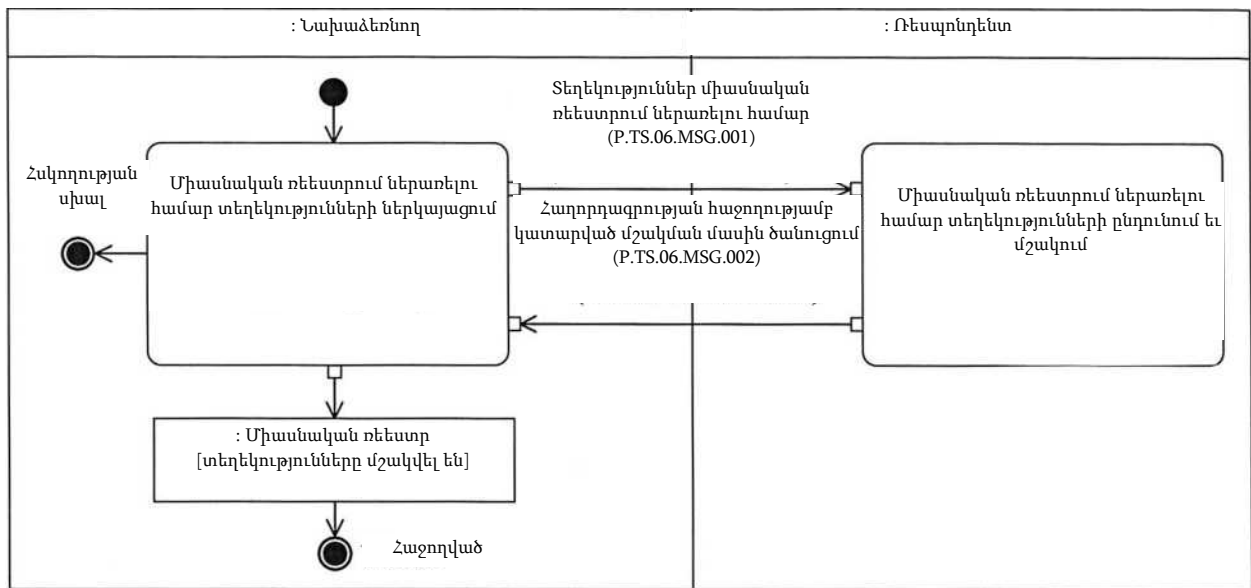 : Նախաձեռնող
: Ռեսպոնդենտ
Տեղեկություններ միասնական
ռեեստրում ներառելու համար
(P.TS.06.MSG.001)
Հսկողության
սխալ
Միասնական ռեեստրում ներառելու
համար տեղեկությունների ներկայացում
Հաղորդագրության հաջողությամբ
կատարված մշակման մասին ծանուցում
(P.TS.06.MSG.002)
Միասնական ռեեստրում ներառելու
համար տեղեկությունների ընդունում եւ
մշակում
: Միասնական ռեեստր
[տեղեկությունները մշակվել են]
Հաջողված